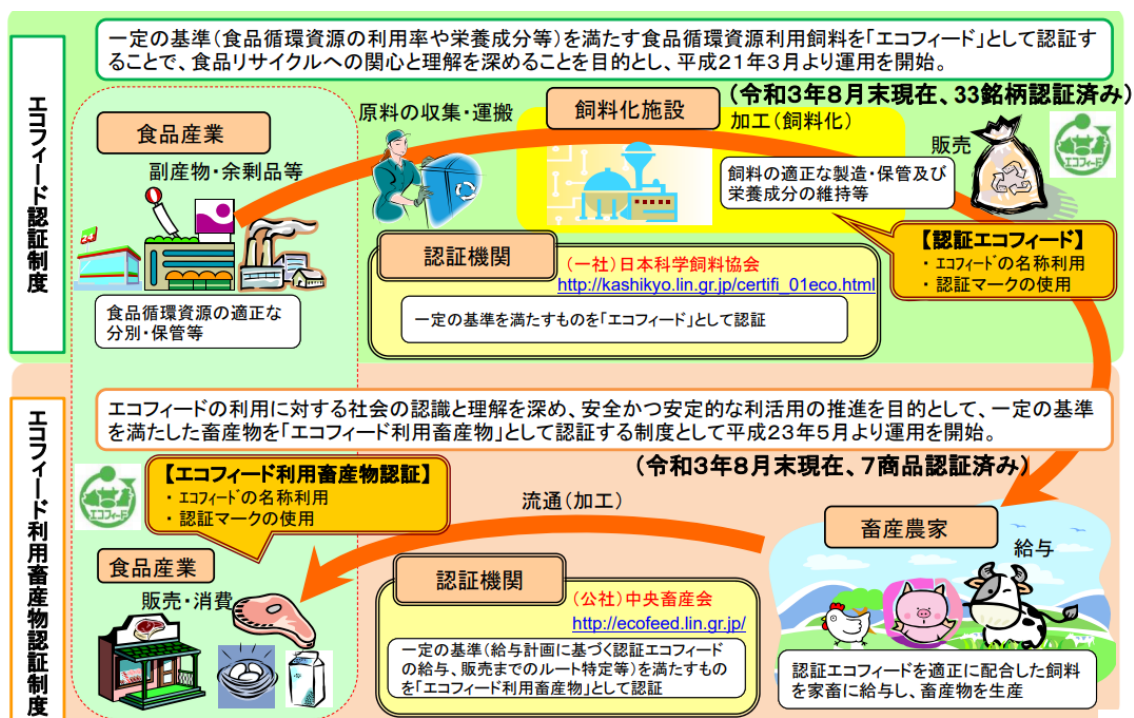 一定の基準(食品循環資源の利用率や栄養成分等)を満たす食品循環資源利用飼料を「エコフィード」として認証す
ることで、食品リサイクルへの関心と理解を深めることを目的とし、平成21年3月より運用を開始。
(令和3年8月末現在、33銘柄認証済み)
エコフィード認証制度
食品産業
副産物・余剰品等
食品循環資源の適正な
分別・保管等
原料の収集・運搬
飼料化施設
加工(飼料化)
飼料の適正な製造・保管及び
栄養成分の維持等
販売
エコフィード
【認証エコフィード】
・ エコフィードの名称利用
・ 認証マークの使用
認証機関
(一社)日本科学飼料協会
http://kashikyo.lin.gr.jp/certifi_01eco.html
一定の基準を満たすものを「エコフィード」として認証
エコフィード利用畜産物認証制度
エコフィードの利用に対する社会の認識と理解を深め、安全かつ安定的な利活用の推進を目的として、一定の基準
を満たした畜産物を「エコフィード利用畜産物」として認証する制度として平成23年5月より運用を開始。
(令和3年8月末現在、7商品認証済み)
エコフィード
【エコフィード利用畜産物認証】
・ エコフィードの名称利用
・ 認証マークの使用
流通(加工)
畜産農家
給与
認証エコフィードを適正に配合した飼料
を家畜に給与し、畜産物を生産
認証機関
(公社)中央畜産会
http://ecofeed.lin.gr.jp/
一定の基準(給与計画に基づく認証エコフィード
の給与、販売までのルート特定等)を満たすもの
を「エコフィード利用畜産物」として認証
食品産業
販売・消費